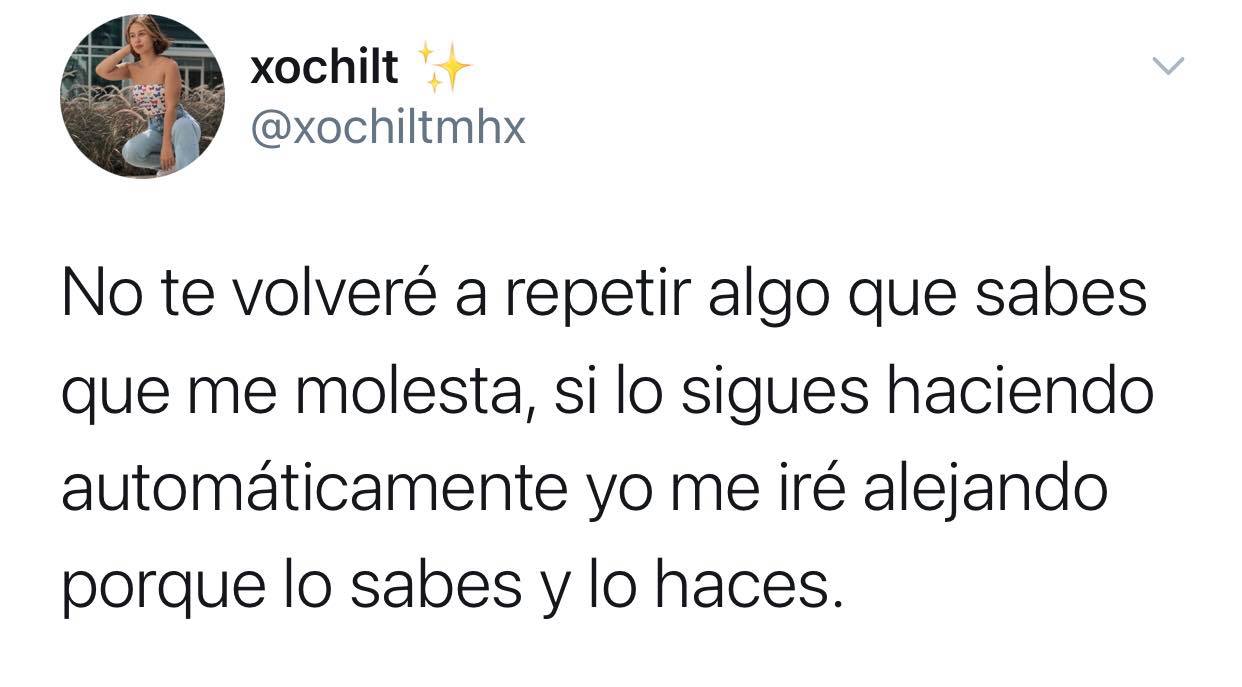 xochilt ✨
@xochiltmhx
No te volveré a repetir algo que sabes
que me molesta, si lo sigues haciendo
automáticamente yo me iré alejando
porque lo sabes y lo haces.